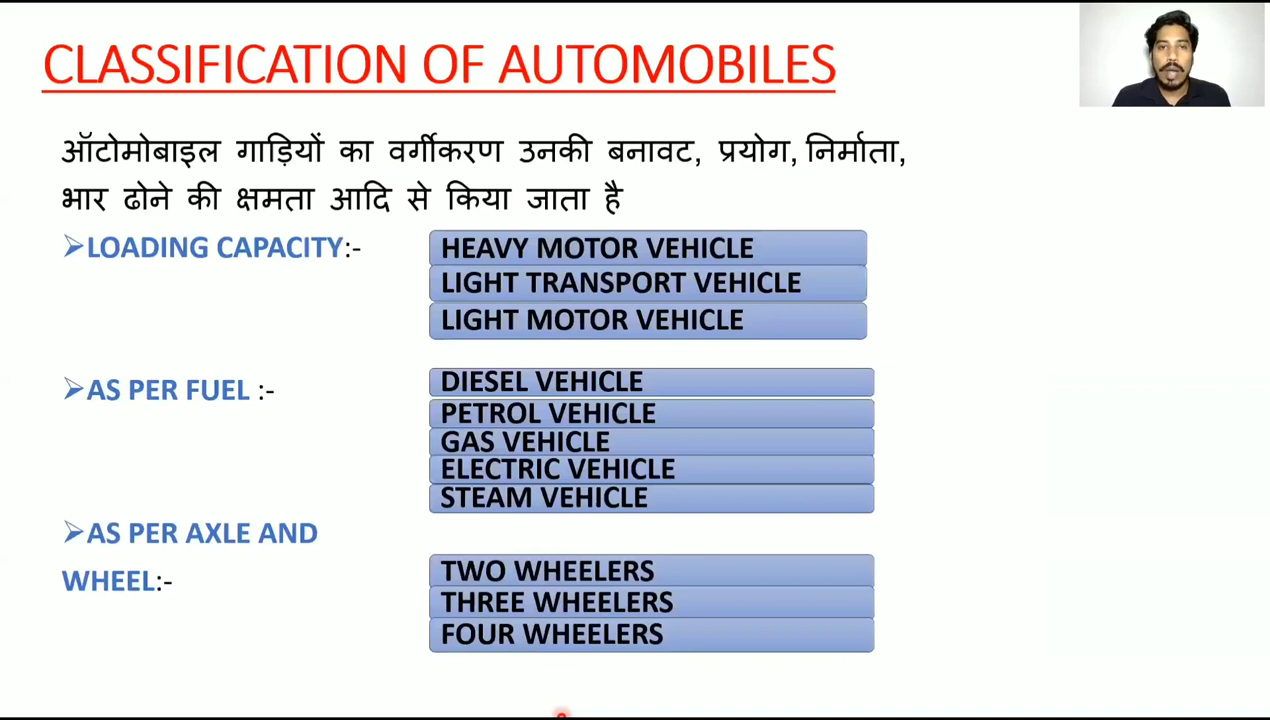 CLASSIFICATION OF AUTOMOBILES
ऑटोमोबाइल गाड़ियों का वर्गीकरण उनकी बनावट, प्रयोग, निर्माता,
भार ढोने की क्षमता आदि से किया जाता है
➢LOADING CAPACITY:-
HEAVY MOTOR VEHICLE
LIGHT TRANSPORT VEHICLE
LIGHT MOTOR VEHICLE
➢AS PER FUEL :-
DIESEL VEHICLE
PETROL VEHICLE
GAS VEHICLE
ELECTRIC VEHICLE
STEAM VEHICLE
➢AS PER AXLE AND
WHEEL:-
TWO WHEELERS
THREE WHEELERS
FOUR WHEELERS